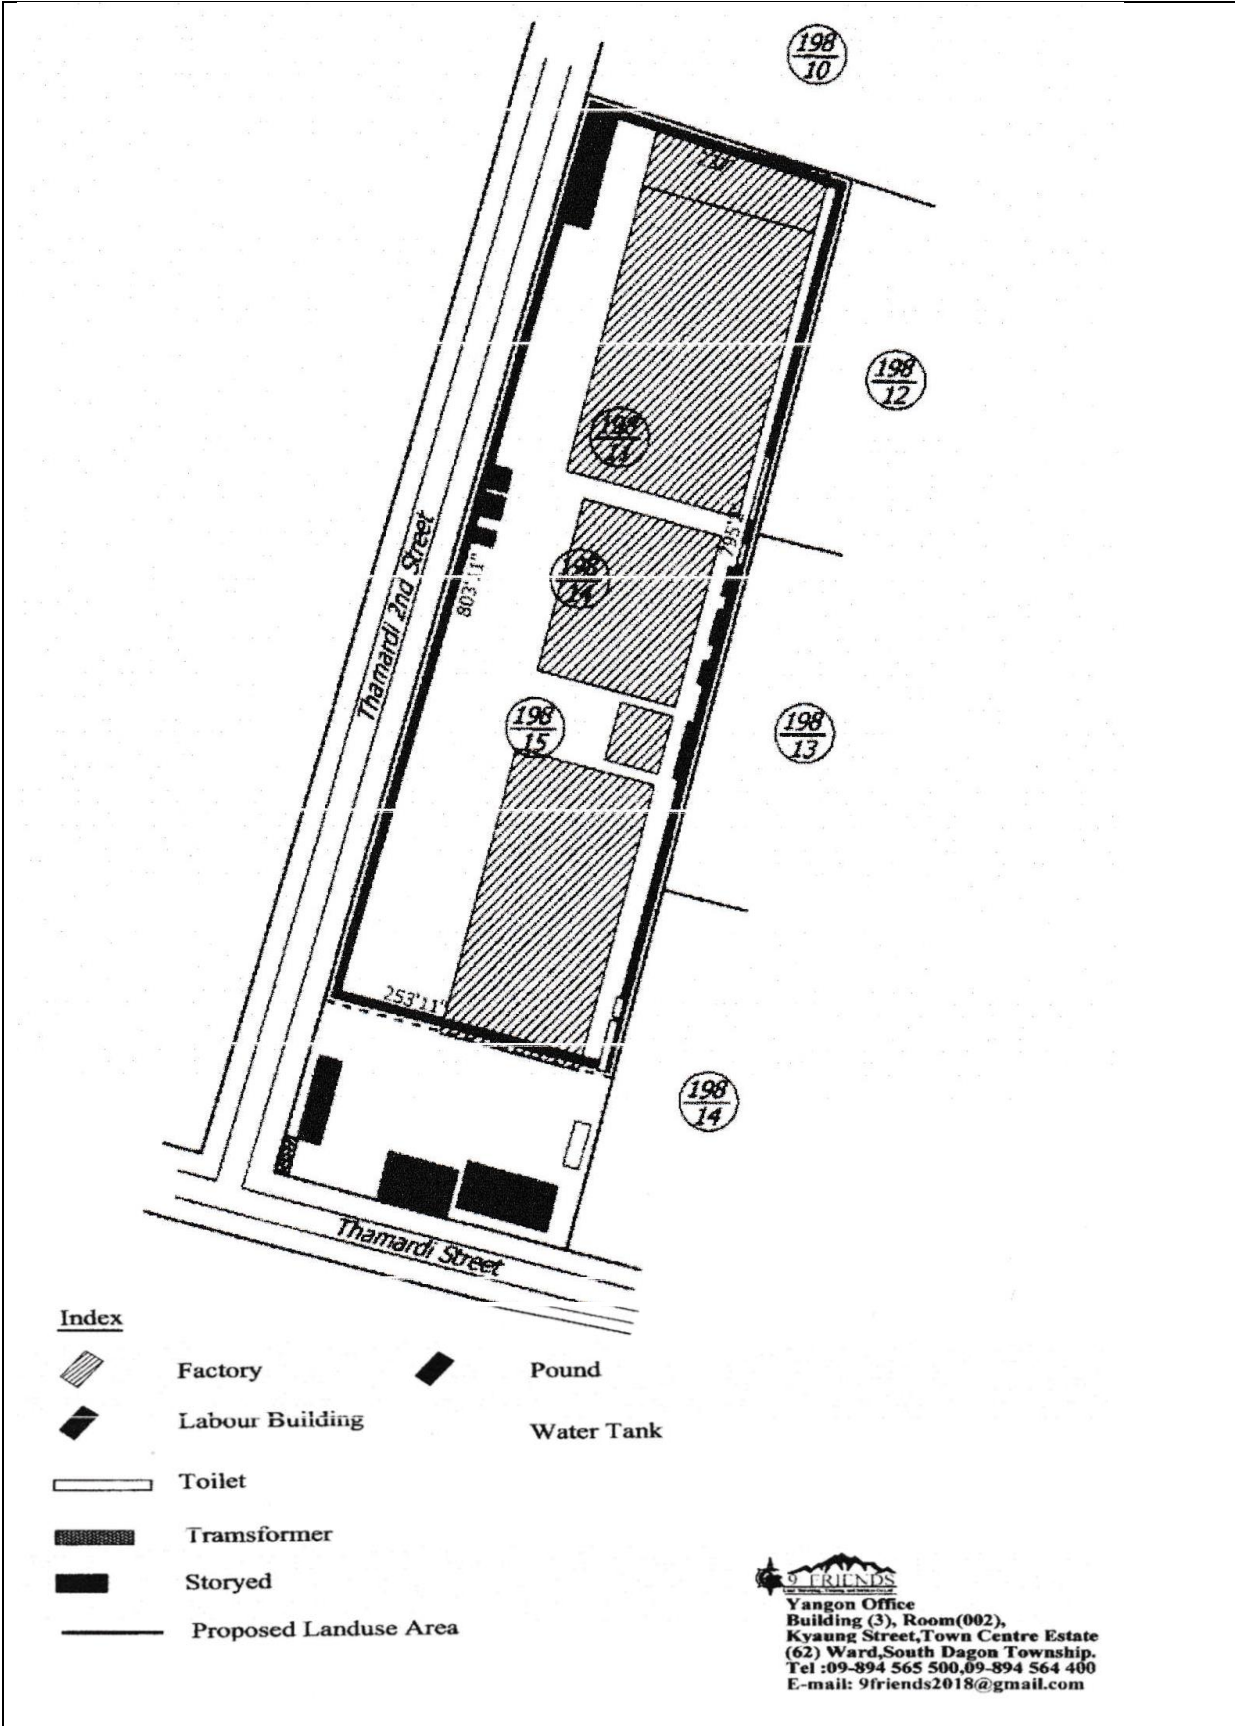 198
10
198
12
198
11
198
14
803'11"
Thamardi 2nd Street
198
15
198
13
253'11"
198
14
Thamardi Street
Index
Factory
Pound
Labour Building
Water Tank
Toilet
Tramsformer
Storyed
Proposed Landuse Area
9 FRIENDS
Yangon Office
Building (3), Room(002),
Kyaung Street,Town Centre Estate
(62) Ward,South Dagon Township.
Tel :09-894 565 500,09-894 564 400
E-mail: 9friends2018@gmail.com